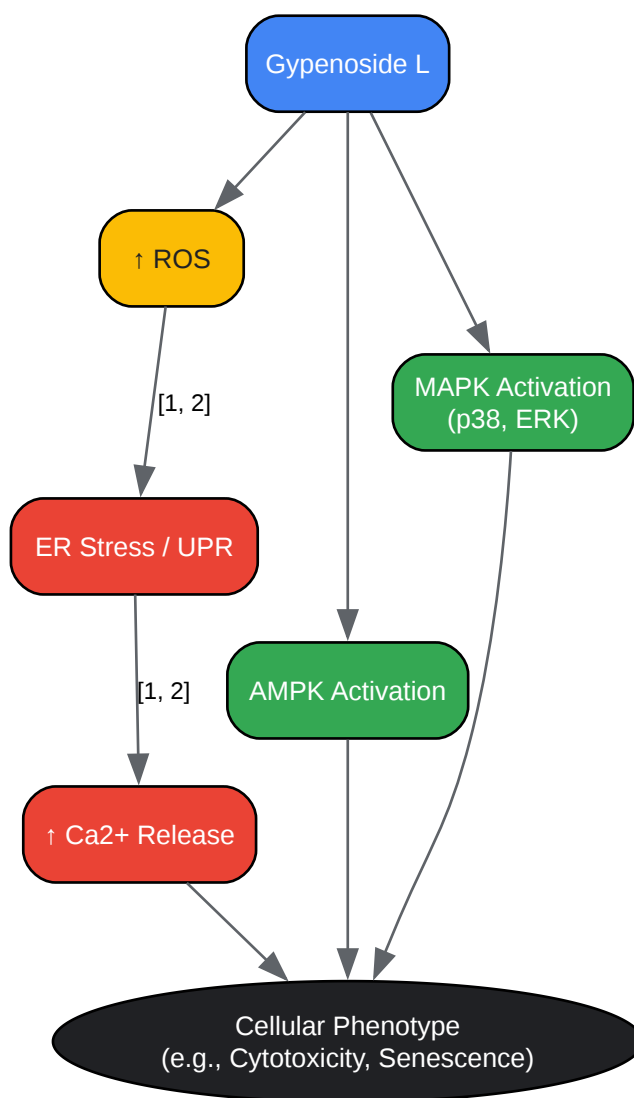 Gypenoside L
↑ ROS
[1, 2]
MAPK Activation
(p38, ERK)
ER Stress / UPR
[1, 2]
AMPK Activation
↑ Ca2+ Release
Cellular Phenotype
(e.g., Cytotoxicity, Senescence)